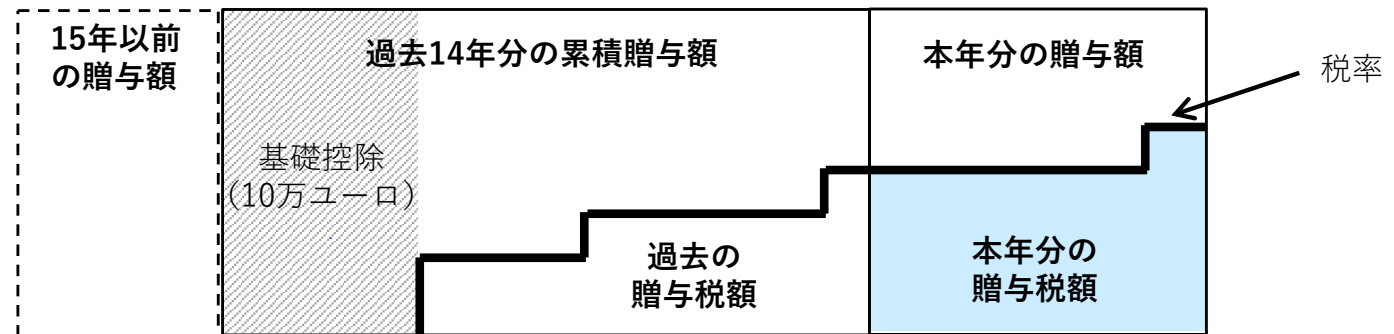 15年以前
の贈与額
過去14年分の累積贈与額
本年分の贈与額
税率
基礎控除
(10万ユーロ)
過去の
贈与税額
本年分の
贈与税額